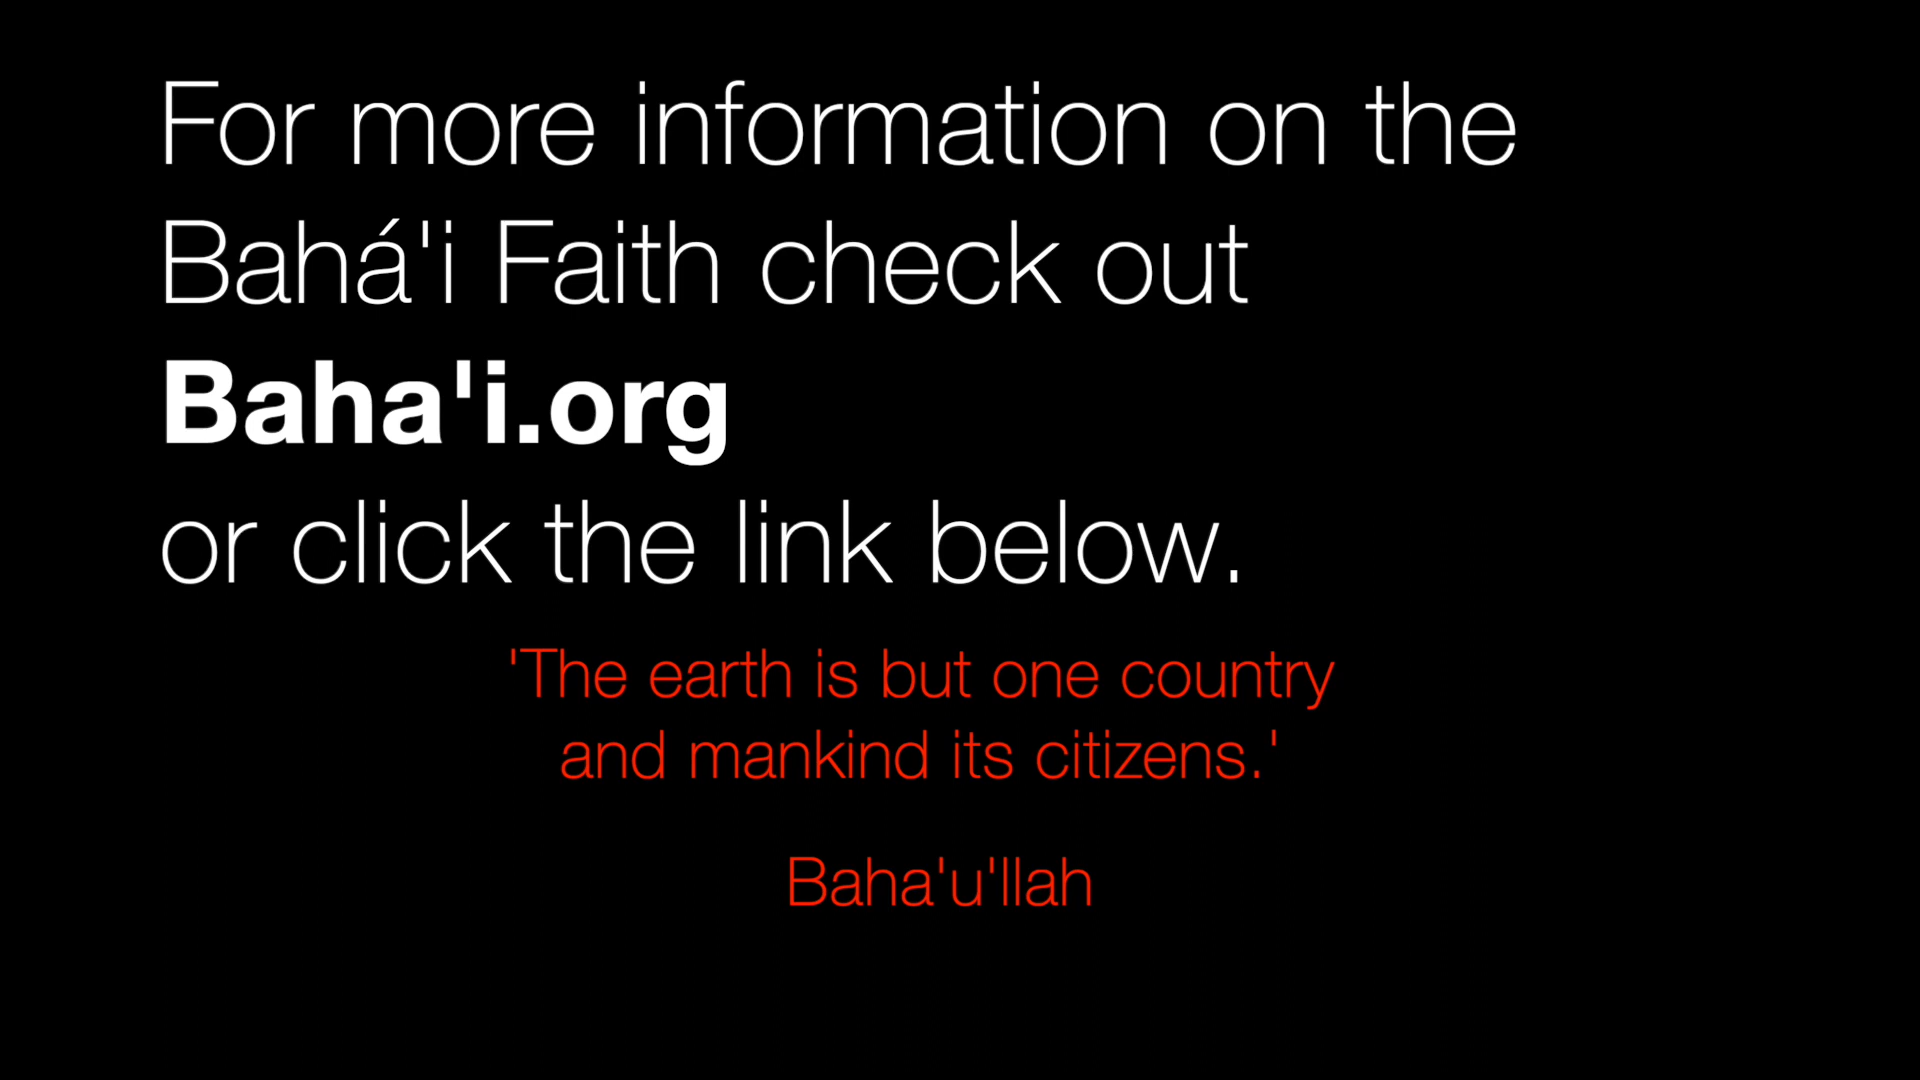 For more information on the
Bahá'i Faith check out
Baha'i.org
or click the link below.
'The earth is but one country
and mankind its citizens.'
Baha'u'llah